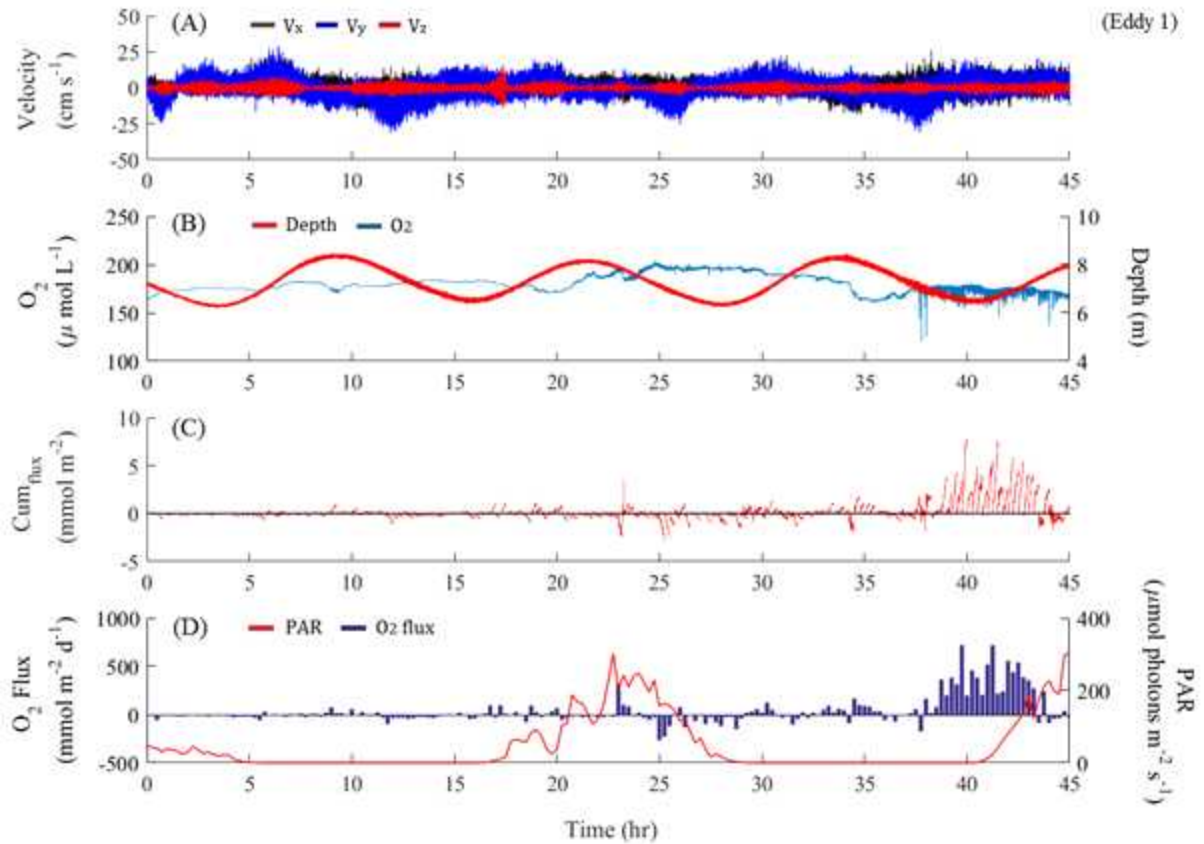 (A) Vx Vy Vz (Eddy 1)
Velocity
(cm s-1)
50
25
0
-25
-50
0 5 10 15 20 25 30 35 40 45
(B) Depth O2
O2
(μ mol L-1)
250
200
150
100
10
8
6
4
Depth (m)
0 5 10 15 20 25 30 35 40 45
(C)
Cumflux
(mmol m-2)
10
5
0
-5
0 5 10 15 20 25 30 35 40 45
(D) PAR O2 flux
O2 Flux
(mmol m-2 d-1)
1000
500
0
-500
400
200
0
PAR
(μmol photons m-2 s-1)
0 5 10 15 20 25 30 35 40 45
Time (hr)